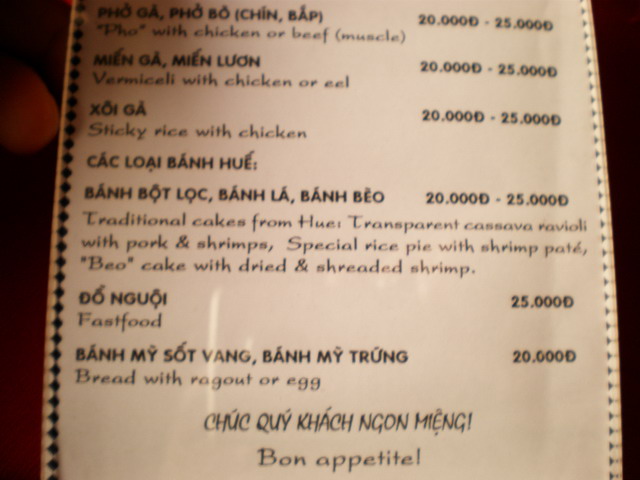 PHỞ GÀ, PHỞ BÒ (CHÍN, BẮP) 20.000Đ - 25.000Đ
"Pho" with chicken or beef (muscle)
MIẾN GÀ, MIẾN LƯƠN 20.000Đ - 25.000Đ
Vermiceli with chicken or eel
XÔI GÀ 20.000Đ - 25.000Đ
Sticky rice with chicken
CÁC LOẠI BÁNH HUẾ:
BÁNH BỘT LỌC, BÁNH LÁ, BÁNH BÈO 20.000Đ - 25.000Đ
Traditional cakes from Hue: Transparent cassava ravioli
with pork & shrimps, Special rice pie with shrimp paté,
"Beo" cake with dried & shreaded shrimp.
ĐỒ NGUỘI 25.000Đ
Fastfood
BÁNH MỲ SỐT VANG, BÁNH MỲ TRỨNG 20.000Đ
Bread with ragout or egg
CHÚC QUÝ KHÁCH NGON MIỆNG!
Bon appetite!